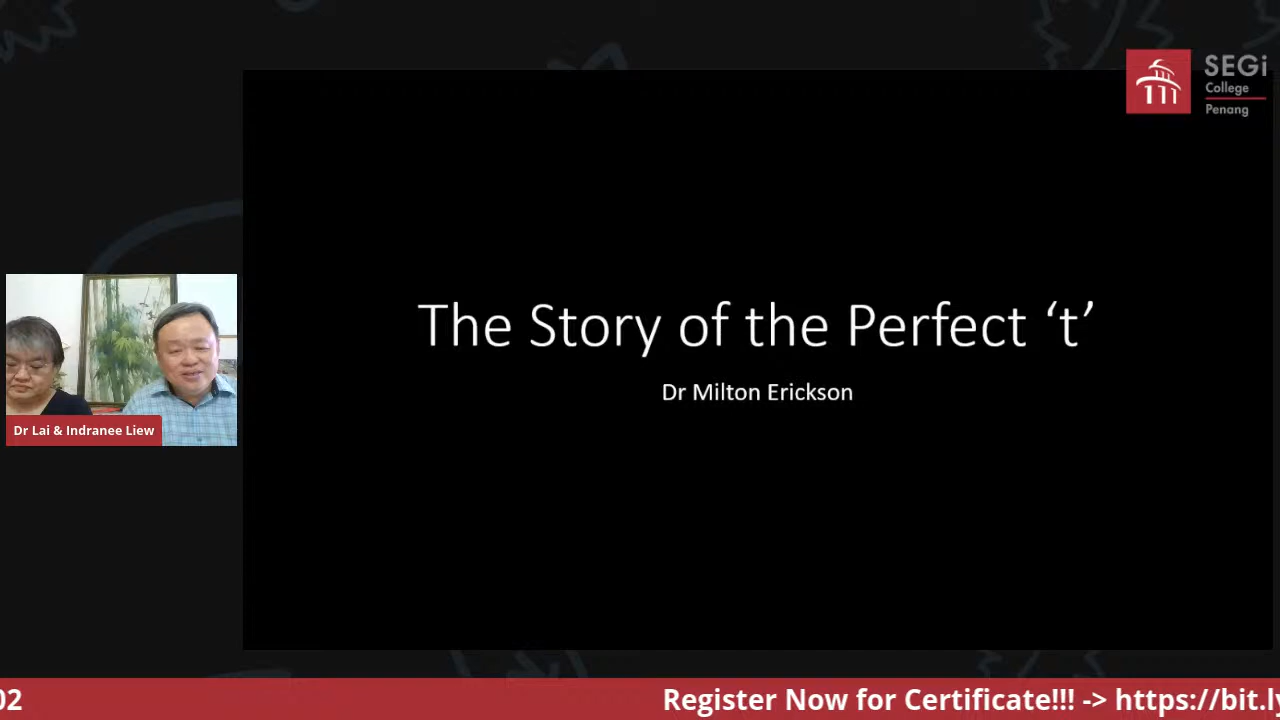 SEGi
College
Penang
The Story of the Perfect ‘t’
Dr Milton Erickson
Dr Lai & Indranee Liew
02
Register Now for Certificate!!! -> https://bit.ly